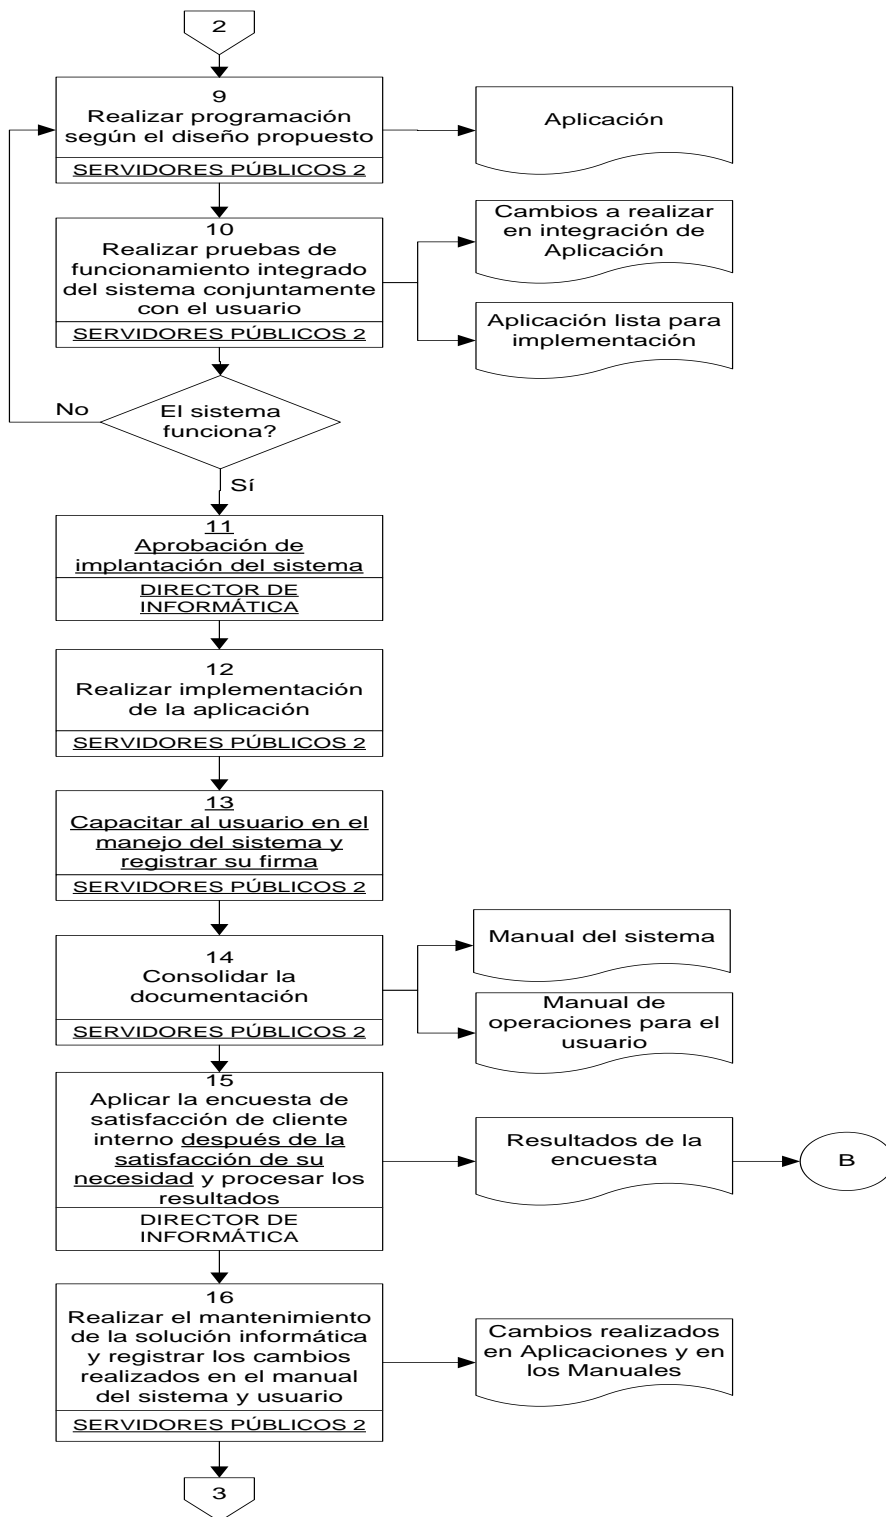 2
9
Realizar programación
según el diseño propuesto
SERVIDORES PÚBLICOS 2
Aplicación
10
Realizar pruebas de
funcionamiento integrado
del sistema conjuntamente
con el usuario
SERVIDORES PÚBLICOS 2
Cambios a realizar
en integración de
Aplicación
Aplicación lista para
implementación
El sistema
funciona?
No
Sí
11
Aprobación de
implantación del sistema
DIRECTOR DE
INFORMÁTICA
12
Realizar implementación
de la aplicación
SERVIDORES PÚBLICOS 2
13
Capacitar al usuario en el
manejo del sistema y
registrar su firma
SERVIDORES PÚBLICOS 2
14
Consolidar la
documentación
SERVIDORES PÚBLICOS 2
Manual del sistema
Manual de
operaciones para el
usuario
15
Aplicar la encuesta de
satisfacción de cliente
interno después de la
satisfacción de su
necesidad y procesar los
resultados
DIRECTOR DE
INFORMÁTICA
Resultados de la
encuesta
B
16
Realizar el mantenimiento
de la solución informática
y registrar los cambios
realizados en el manual
del sistema y usuario
SERVIDORES PÚBLICOS 2
Cambios realizados
en Aplicaciones y en
los Manuales
3